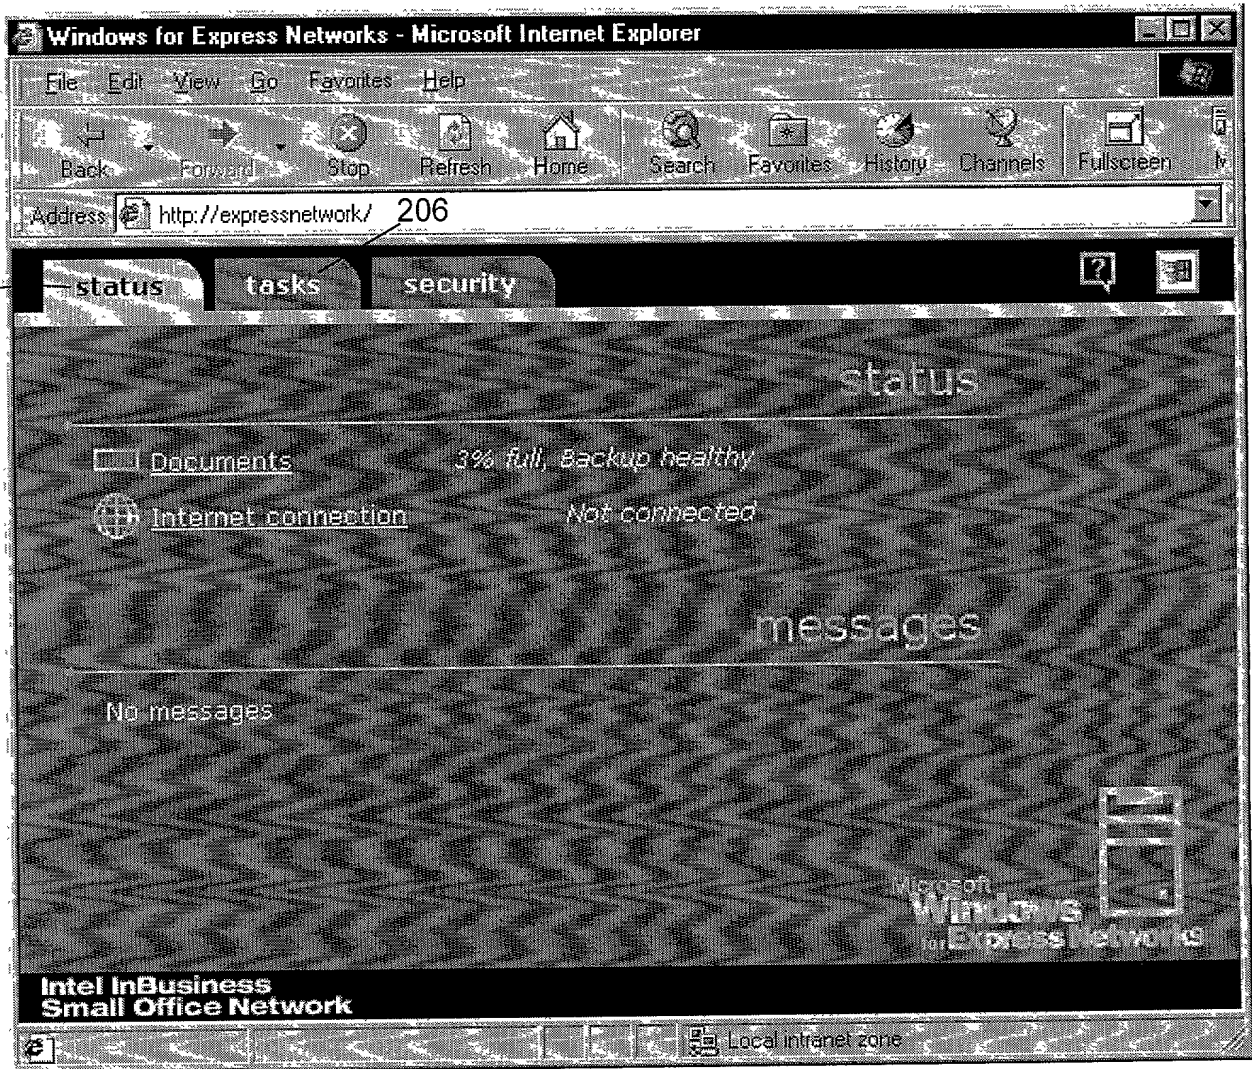 Windows for Express Networks - Microsoft Internet Explorer
File Edit View Go Favorites Help
Back Forward Stop Refresh Home Search Favorites History Channels Fullscreen
Address http://expressnetwork/ 206
status tasks security
status
Documents 3% full, Backup healthy
Internet connection Not connected
messages
No messages
Microsoft
Windows
for Express Networks
Intel InBusiness
Small Office Network
Local intranet zone